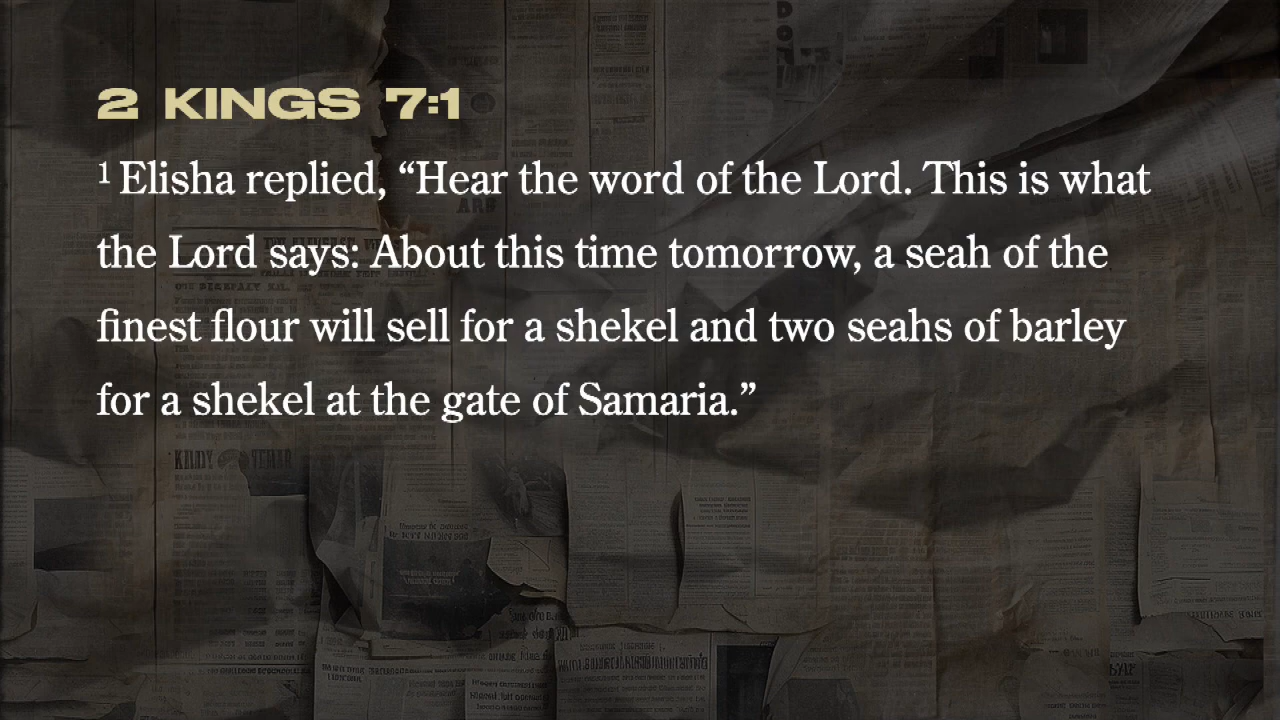 2 KINGS 7:1
¹ Elisha replied, “Hear the word of the Lord. This is what
the Lord says: About this time tomorrow, a seah of the
finest flour will sell for a shekel and two seahs of barley
for a shekel at the gate of Samaria.”